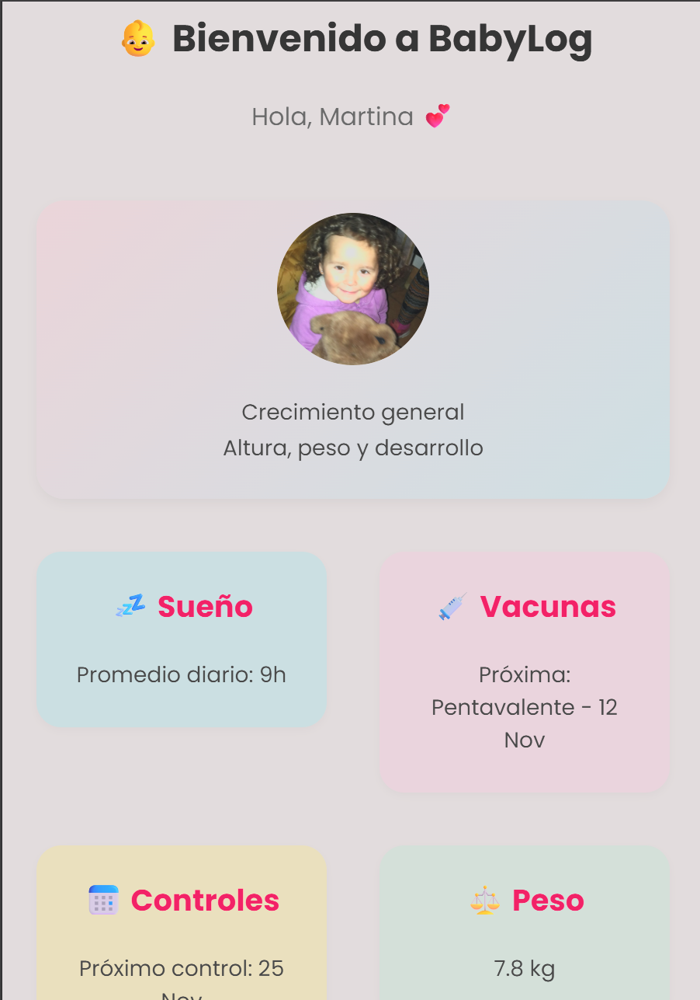 Bienvenido a BabyLog
Hola, Martina
Crecimiento general
Altura, peso y desarrollo
Sueño
Promedio diario: 9h
Vacunas
Próxima:
Pentavalente - 12
Nov
Controles
Próximo control: 25
Nov
Peso
7.8 kg